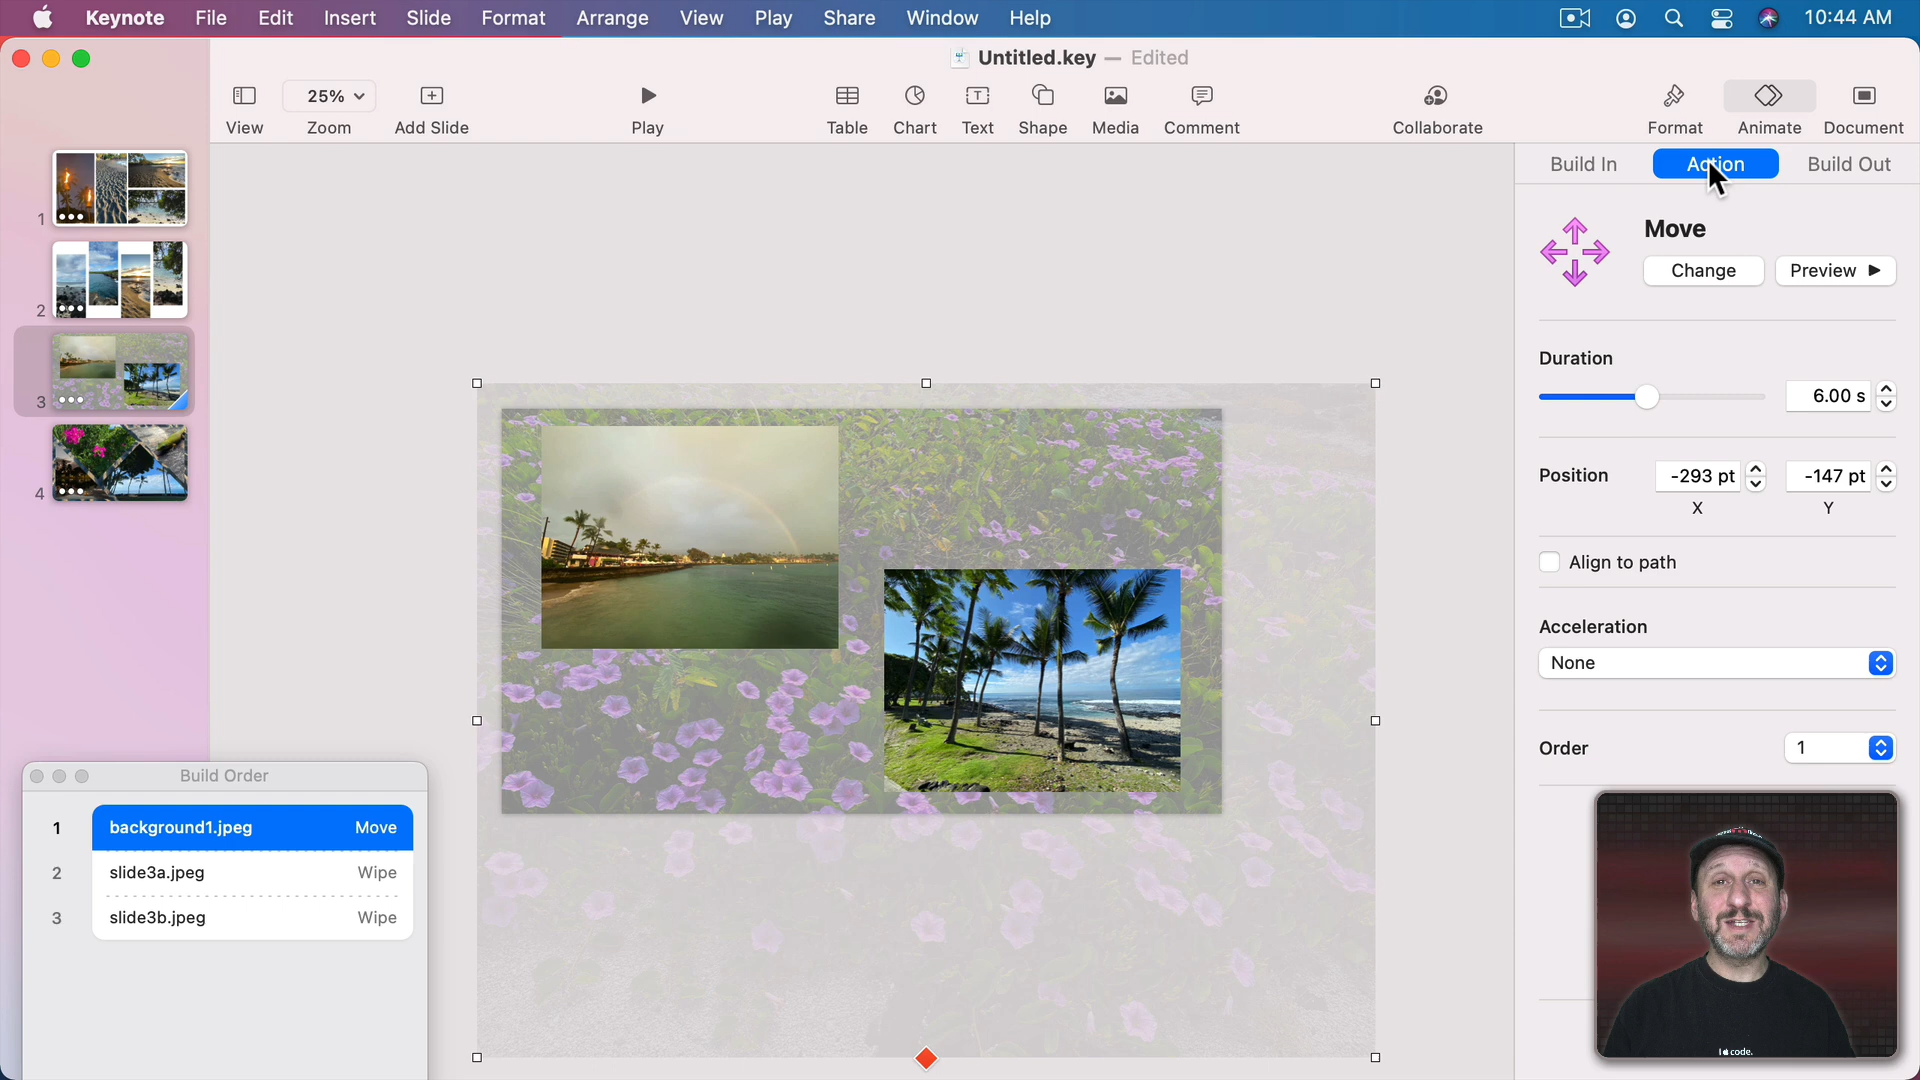 Keynote File Edit Insert Slide Format Arrange View Play Share Window Help 10:44 AM
Untitled.key — Edited
25%
View Zoom Add Slide Play Table Chart Text Shape Media Comment Collaborate Format Animate Document
Build In Action Build Out
Move
Change Preview
Duration
6.00 s
Position -293 pt -147 pt
X Y
Align to path
Acceleration
None
Order 1
1
2
3
4
Build Order
1 background1.jpeg Move
2 slide3a.jpeg Wipe
3 slide3b.jpeg Wipe
code.